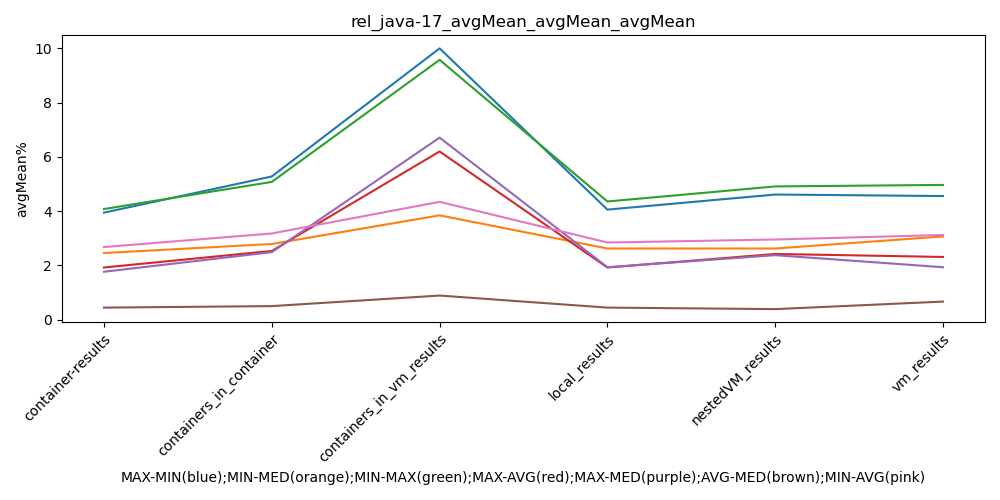 rel_java-17_avgMean_avgMean_avgMean
avgMean%
10
8
6
4
2
0
container-results
containers_in_container
containers_in_vm_results
local_results
nestedVM_results
vm_results
MAX-MIN(blue);MIN-MED(orange);MIN-MAX(green);MAX-AVG(red);MAX-MED(purple);AVG-MED(brown);MIN-AVG(pink)